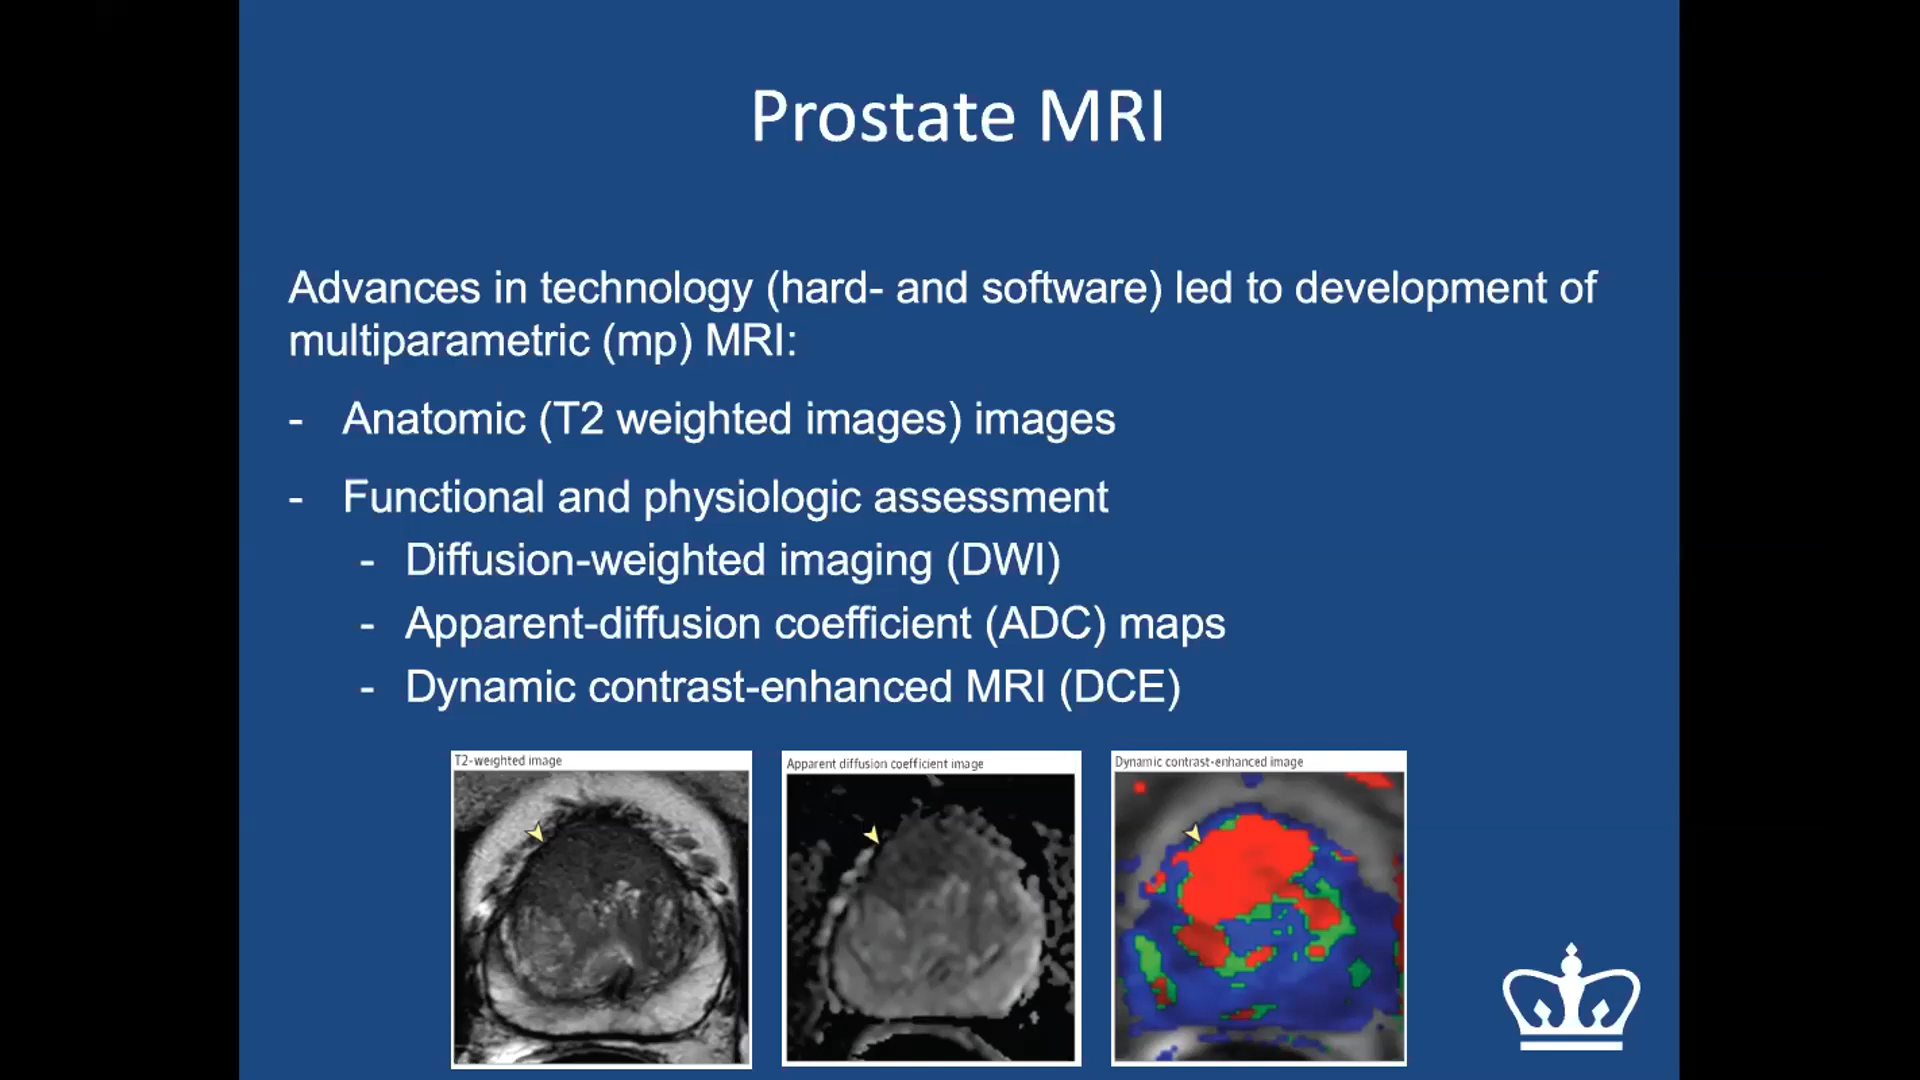 Prostate MRI
Advances in technology (hard- and software) led to development of
multiparametric (mp) MRI:
- Anatomic (T2 weighted images) images
- Functional and physiologic assessment
- Diffusion-weighted imaging (DWI)
- Apparent-diffusion coefficient (ADC) maps
- Dynamic contrast-enhanced MRI (DCE)
T2-weighted image
Apparent diffusion coefficient image
Dynamic contrast-enhanced image